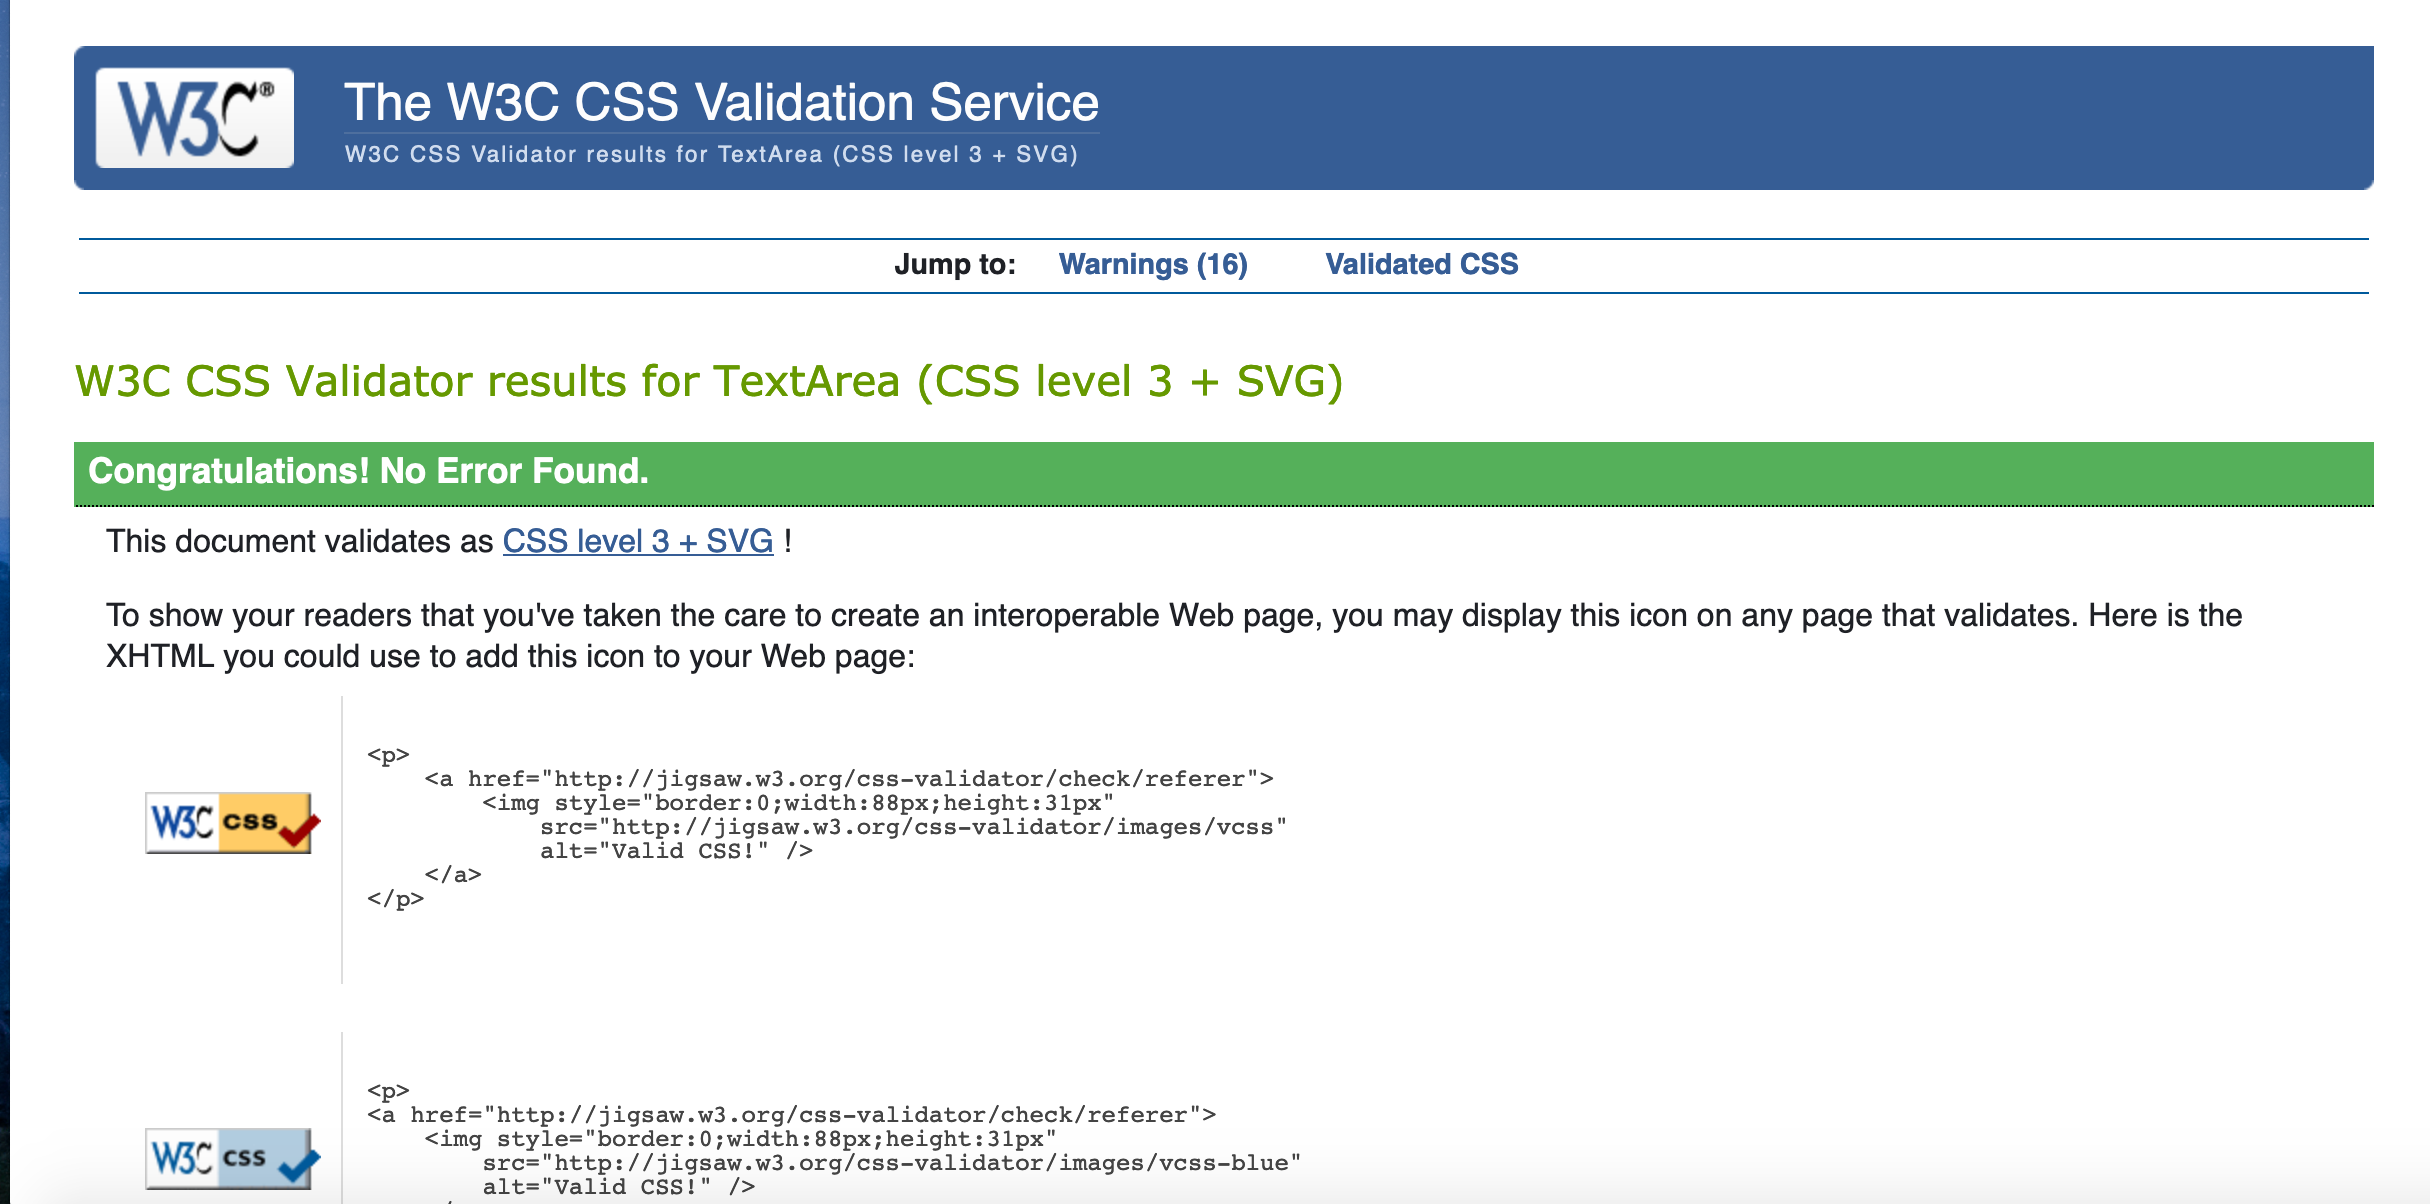 W3C®
The W3C CSS Validation Service
W3C CSS Validator results for TextArea (CSS level 3 + SVG)
Jump to: Warnings (16) Validated CSS
W3C CSS Validator results for TextArea (CSS level 3 + SVG)
Congratulations! No Error Found.
This document validates as CSS level 3 + SVG !
To show your readers that you've taken the care to create an interoperable Web page, you may display this icon on any page that validates. Here is the
XHTML you could use to add this icon to your Web page:
W3C css
<p>
    <a href="http://jigsaw.w3.org/css-validator/check/referer">
        <img style="border:0;width:88px;height:31px"
            src="http://jigsaw.w3.org/css-validator/images/vcss"
            alt="Valid CSS!" />
    </a>
</p>
W3C css
<p>
<a href="http://jigsaw.w3.org/css-validator/check/referer">
    <img style="border:0;width:88px;height:31px"
        src="http://jigsaw.w3.org/css-validator/images/vcss-blue"
        alt="Valid CSS!" />